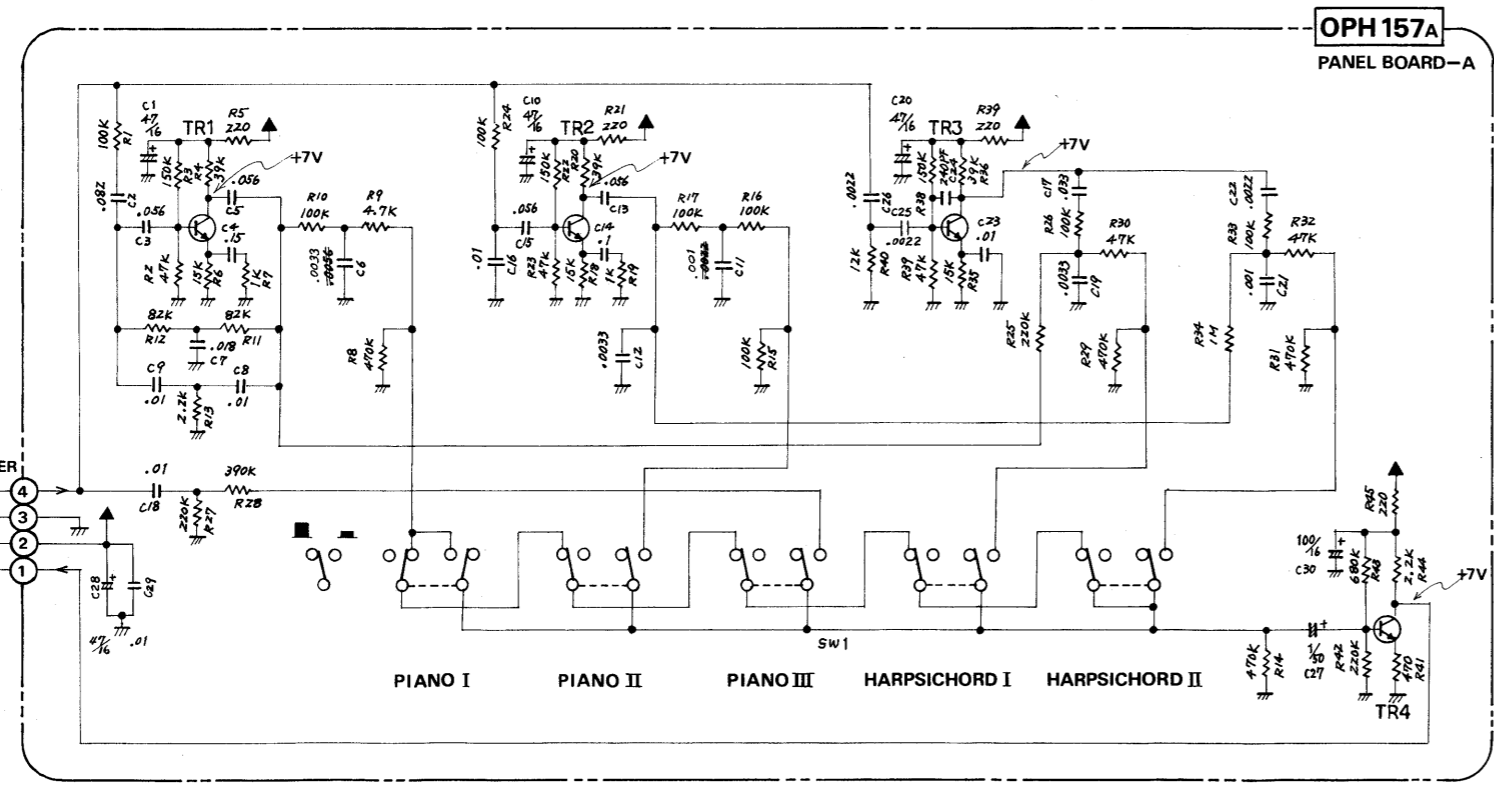 OPH 157A
PANEL BOARD-A
C1
47/16
TR1
R5
220
+7V
100K
R1
150K
R3
R4
39K
.082
C2
.056
C3
.056
C5
C4
.15
R2
47K
15K
R6
1K
R7
R10
100K
R9
4.7K
.0033
.0056
C6
82K
R12
82K
R11
.018
C7
C9
.01
C8
.01
2.2K
R13
R8
470K
100K
R24
C10
47/16
TR2
R21
220
+7V
150K
R22
R20
39K
.056
C13
.056
C15
C14
.1
.01
C16
R23
47K
15K
R18
1K
R19
R17
100K
R16
100K
.001
.0022
C11
.0033
C12
100K
R15
C20
47/16
TR3
R39
220
+7V
150K
R38
240PF
C24
39K
R36
.0022
C26
C25
.0022
C23
.01
12K
R40
R39
47K
15K
R35
C17
.033
R26
100K
R30
47K
.0033
C19
R25
220K
R29
470K
C22
.0022
R33
100K
R32
47K
.001
C21
R34
1M
R31
470K
ER
4
3
2
1
.01
C18
390K
R28
220K
R27
C28
C29
47/16
.01
SW1
PIANO I
PIANO II
PIANO III
HARPSICHORD I
HARPSICHORD II
R45
220
100/16
C30
680K
R43
2.2K
R44
+7V
470K
R14
1/50
C27
R42
220K
470
R41
TR4